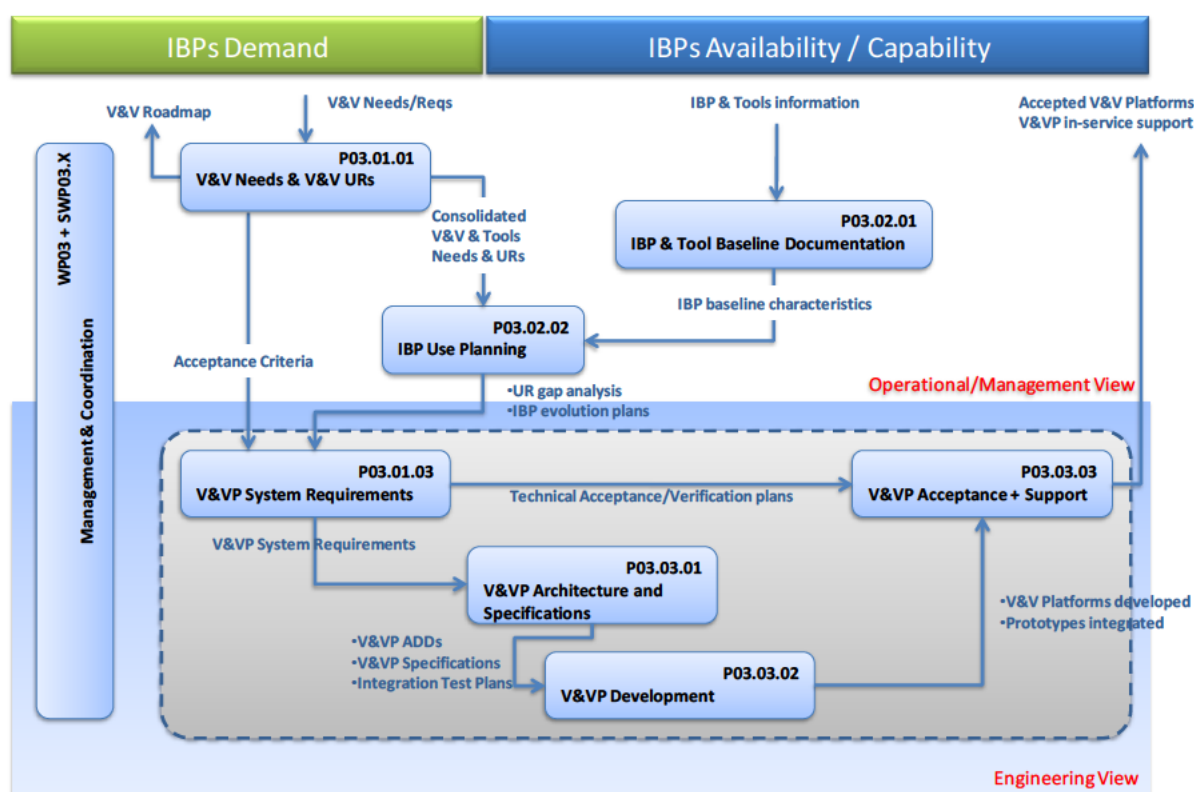 IBPs Demand
IBPs Availability / Capability
V&V Roadmap
V&V Needs/Reqs
IBP & Tools information
Accepted V&V Platforms
V&VP in-service support
WP03 + SWP03.X
Management & Coordination
P03.01.01
V&V Needs & V&V URs
Consolidated
V&V & Tools
Needs & URs
P03.02.01
IBP & Tool Baseline Documentation
IBP baseline characteristics
P03.02.02
IBP Use Planning
Acceptance Criteria
•UR gap analysis
•IBP evolution plans
Operational/Management View
P03.01.03
V&VP System Requirements
Technical Acceptance/Verification plans
P03.03.03
V&VP Acceptance + Support
V&VP System Requirements
P03.03.01
V&VP Architecture and
Specifications
•V&V Platforms developed
•Prototypes integrated
•V&VP ADDs
•V&VP Specifications
•Integration Test Plans
P03.03.02
V&VP Development
Engineering View